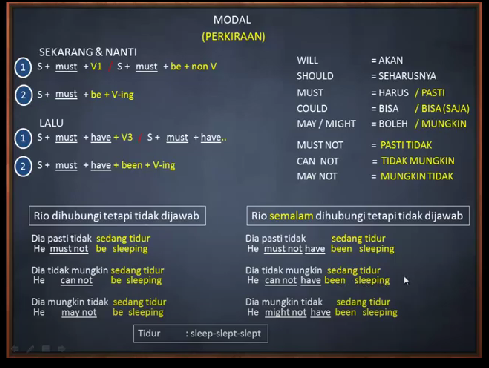 MODAL
(PERKIRAAN)
SEKARANG & NANTI
1 S + must + V1 / S + must + be + non V
2 S + must + be + V-ing
LALU
1 S + must + have + V3 / S + must + have..
2 S + must + have + been + V-ing
WILL = AKAN
SHOULD = SEHARUSNYA
MUST = HARUS / PASTI
COULD = BISA / BISA (SAJA)
MAY / MIGHT = BOLEH / MUNGKIN
MUST NOT = PASTI TIDAK
CAN NOT = TIDAK MUNGKIN
MAY NOT = MUNGKIN TIDAK
Rio dihubungi tetapi tidak dijawab
Dia pasti tidak sedang tidur
He must not be sleeping
Dia tidak mungkin sedang tidur
He can not be sleeping
Dia mungkin tidak sedang tidur
He may not be sleeping
Rio semalam dihubungi tetapi tidak dijawab
Dia pasti tidak sedang tidur
He must not have been sleeping
Dia tidak mungkin sedang tidur
He can not have been sleeping
Dia mungkin tidak sedang tidur
He might not have been sleeping
Tidur : sleep-slept-slept